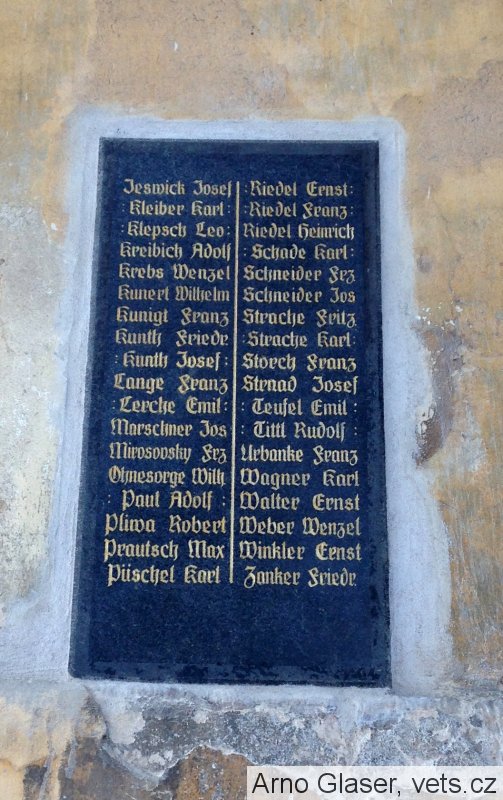 Jeswick Josef
: Kleiber Karl :
: Klepsch Leo :
Kreibich Adolf
Krebs Wenzel
Kunert Wilhelm
Kunigt Franz
Kunth Friedr
: Kunth Josef :
Lange Franz
: Lerche Emil :
Marschner Jos
Mirosovsky Frz
Ohnesorge Wilh
: Paul Adolf :
Pliwa Robert
Prautsch Max
Püschel Karl
: Riedel Ernst :
: Riedel Franz :
Riedel Heinrich
: Schade Karl :
Schneider Frz
Schneider Jos
Strache Fritz
Strache Karl :
Storch Franz
Strnad Josef
: Teufel Emil :
: Tittl Rudolf
Urbanke Franz
Wagner Karl
Walter Ernst
Weber Wenzel
Winkler Ernst
Zanker Friedr.
Arno Glaser, vets.cz